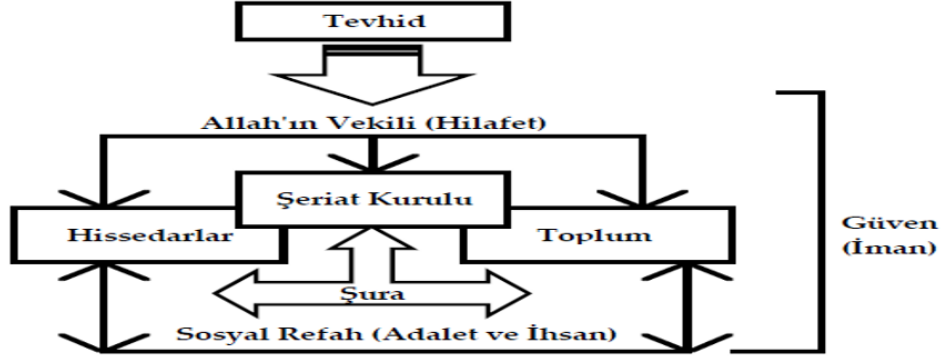 Tevhid
Allah'ın Vekili (Hilafet)
Şeriat Kurulu
Hissedarlar
Toplum
Güven
(İman)
Şura
Sosyal Refah (Adalet ve İhsan)